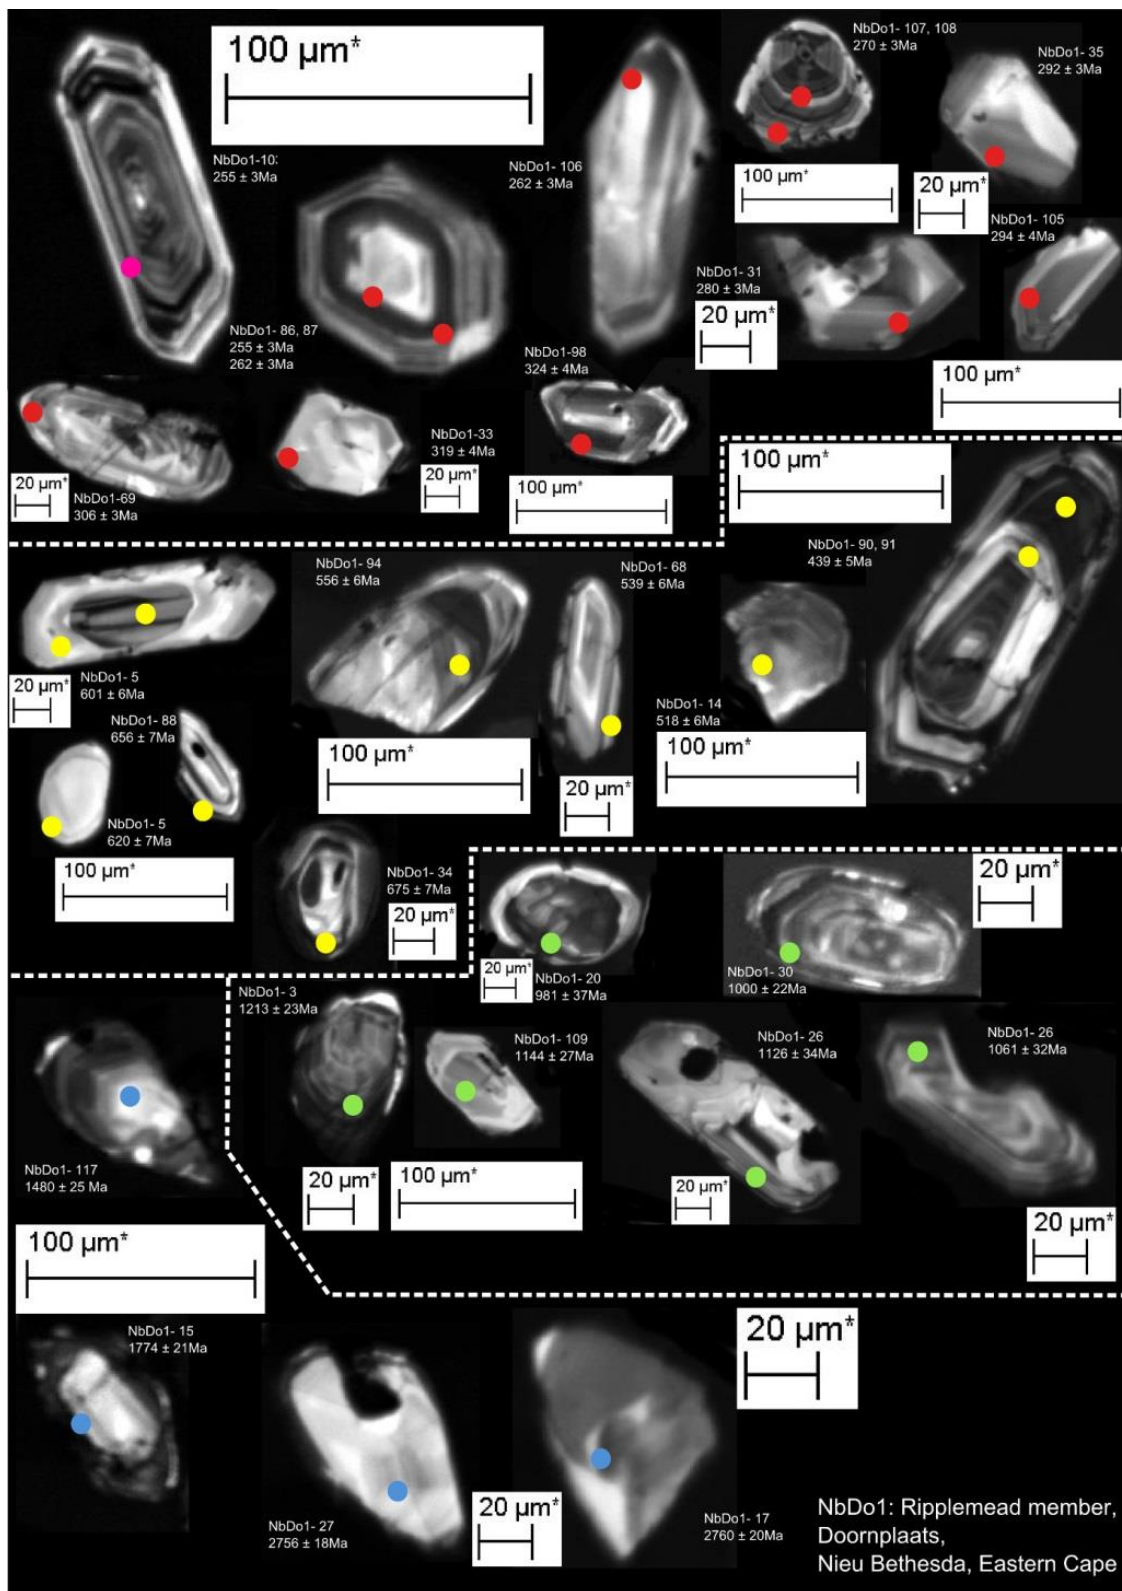 100 µm*
NbDo1-10
255 ± 3Ma
NbDo1- 106
262 ± 3Ma
NbDo1- 107, 108
270 ± 3Ma
100 µm*
NbDo1- 35
292 ± 3Ma
20 µm*
NbDo1- 86, 87
255 ± 3Ma
262 ± 3Ma
NbDo1- 31
280 ± 3Ma
20 µm*
NbDo1- 105
294 ± 4Ma
100 µm*
20 µm*
NbDo1-69
306 ± 3Ma
NbDo1-33
319 ± 4Ma
20 µm*
NbDo1-98
324 ± 4Ma
100 µm*
100 µm*
NbDo1- 90, 91
439 ± 5Ma
NbDo1- 94
556 ± 6Ma
100 µm*
NbDo1- 68
539 ± 6Ma
20 µm*
NbDo1- 14
518 ± 6Ma
100 µm*
20 µm*
NbDo1- 5
601 ± 6Ma
NbDo1- 88
656 ± 7Ma
NbDo1- 5
620 ± 7Ma
100 µm*
NbDo1- 34
675 ± 7Ma
20 µm*
20 µm*
NbDo1- 20
981 ± 37Ma
20 µm*
NbDo1- 30
1000 ± 22Ma
NbDo1- 3
1213 ± 23Ma
20 µm*
NbDo1- 109
1144 ± 27Ma
100 µm*
NbDo1- 26
1126 ± 34Ma
20 µm*
NbDo1- 26
1061 ± 32Ma
20 µm*
NbDo1- 117
1480 ± 25 Ma
100 µm*
NbDo1- 15
1774 ± 21Ma
NbDo1- 27
2756 ± 18Ma
20 µm*
20 µm*
NbDo1- 17
2760 ± 20Ma
NbDo1: Ripplemead member,
Doornplaats,
Nieu Bethesda, Eastern Cape